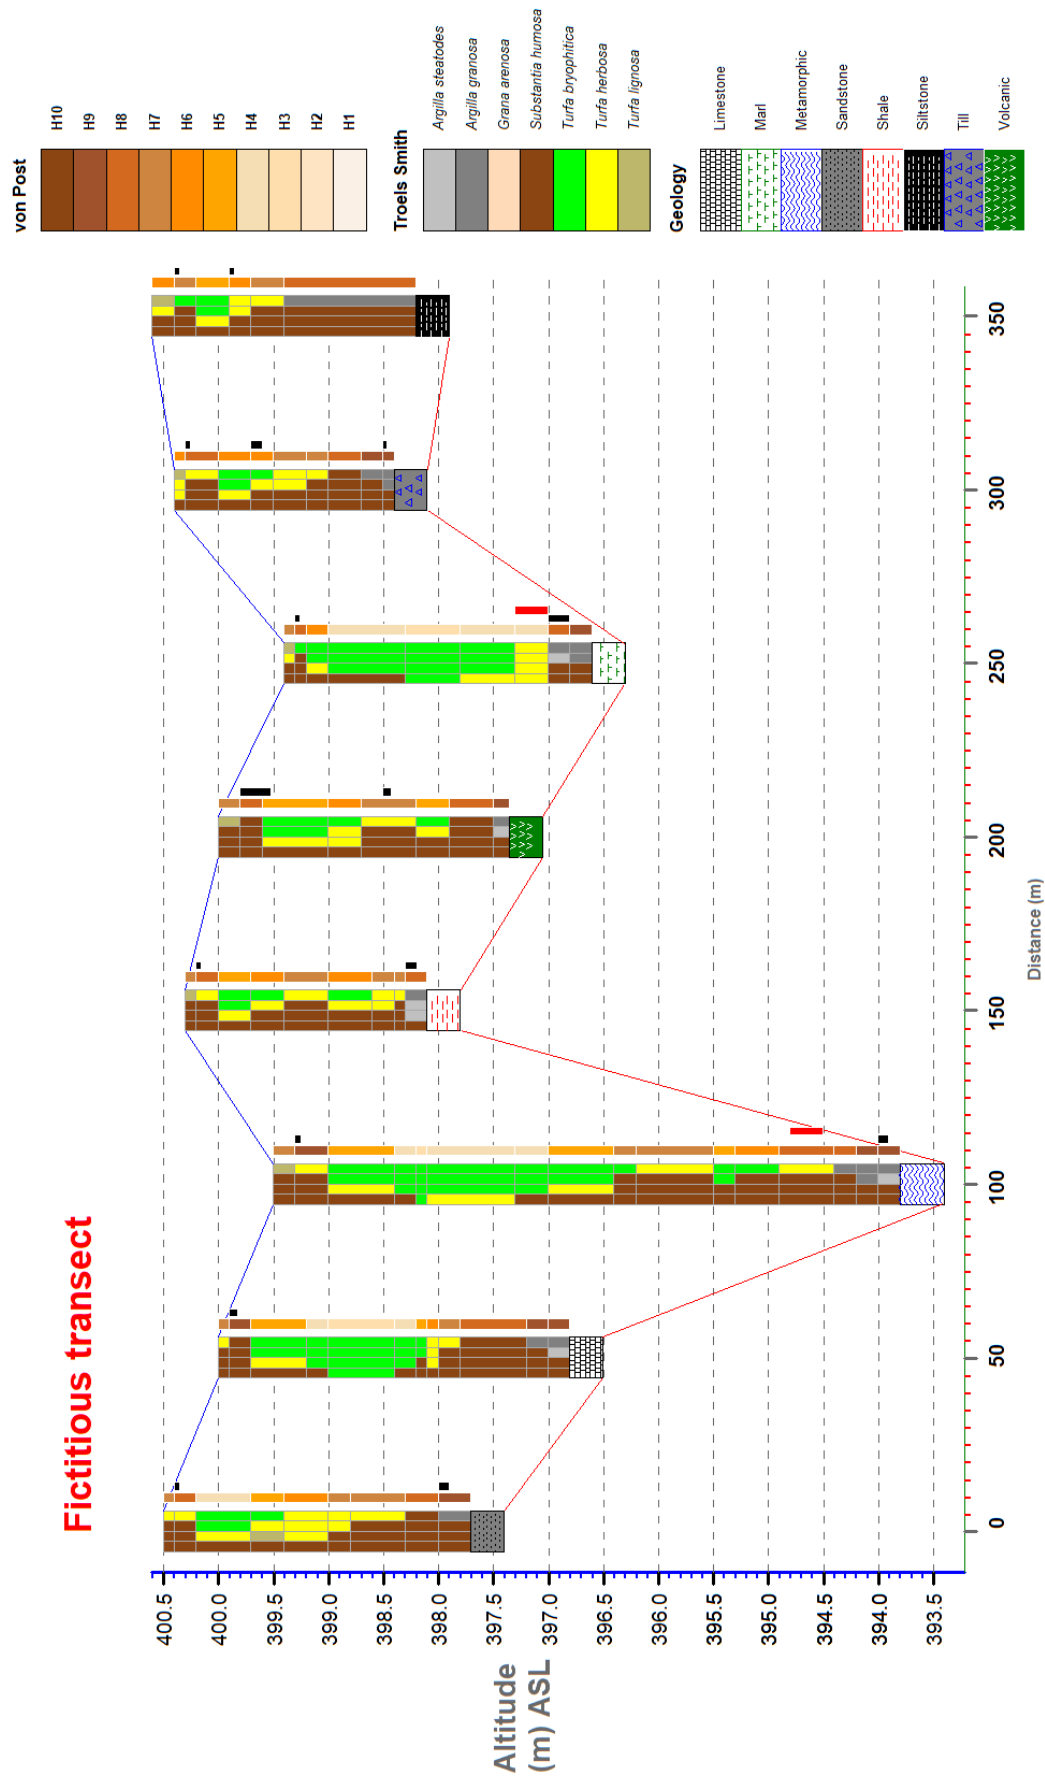 Fictitious transect
Altitude
(m) ASL
400.5
400.0
399.5
399.0
398.5
398.0
397.5
397.0
396.5
396.0
395.5
395.0
394.5
394.0
393.5
0
50
100
150
200
250
300
350
Distance (m)
von Post
H10
H9
H8
H7
H6
H5
H4
H3
H2
H1
Troels Smith
Argilla steatodes
Argilla granosa
Grana arenosa
Substantia humosa
Turfa bryophitica
Turfa herbosa
Turfa lignosa
Geology
Limestone
Marl
Metamorphic
Sandstone
Shale
Siltstone
Till
Volcanic